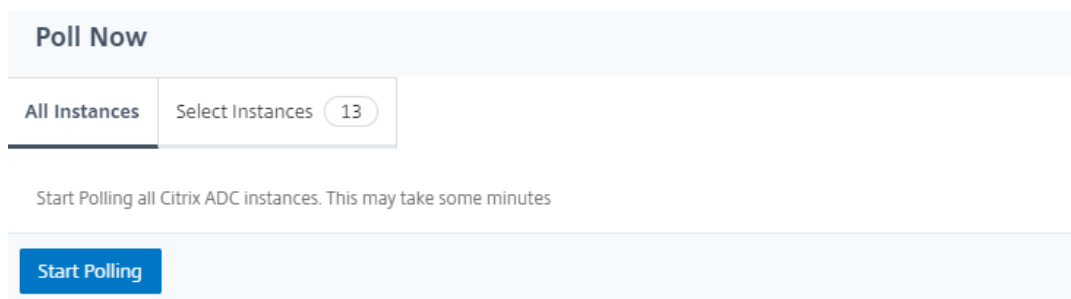 Poll Now
All Instances Select Instances 13
Start Polling all Citrix ADC instances. This may take some minutes
Start Polling